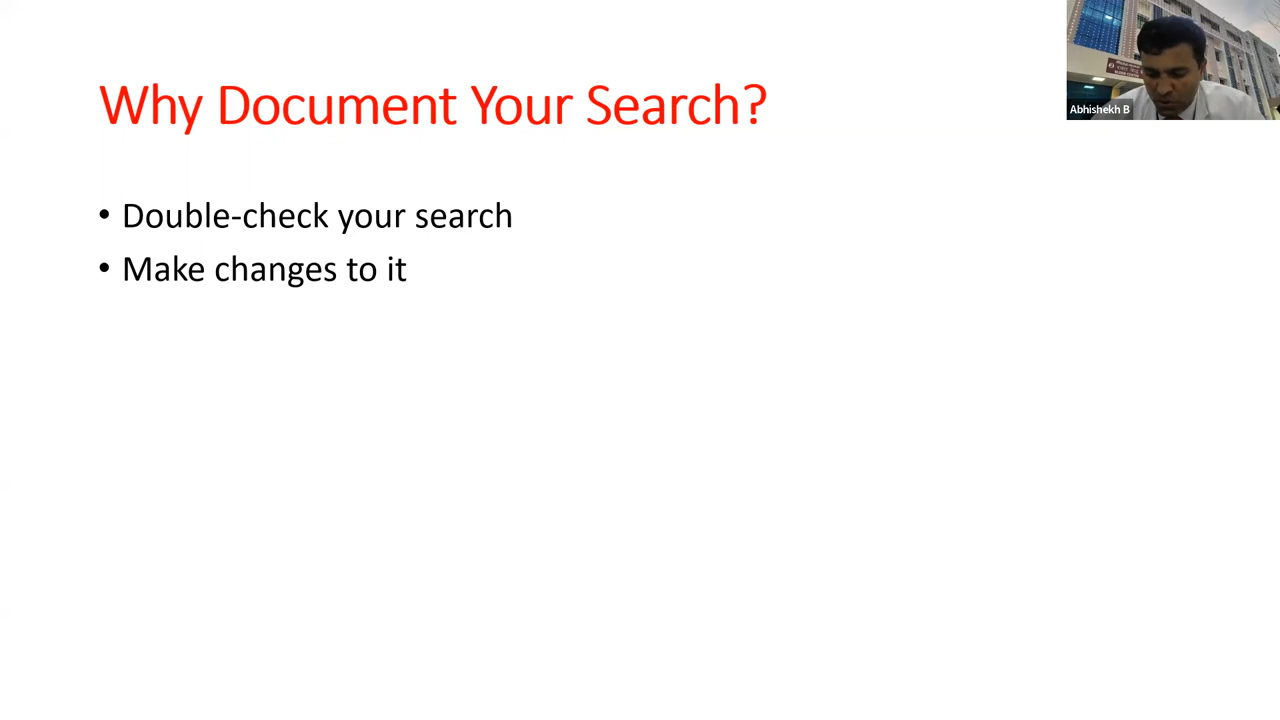 Why Document Your Search?
• Double-check your search
• Make changes to it
Abhishekh B